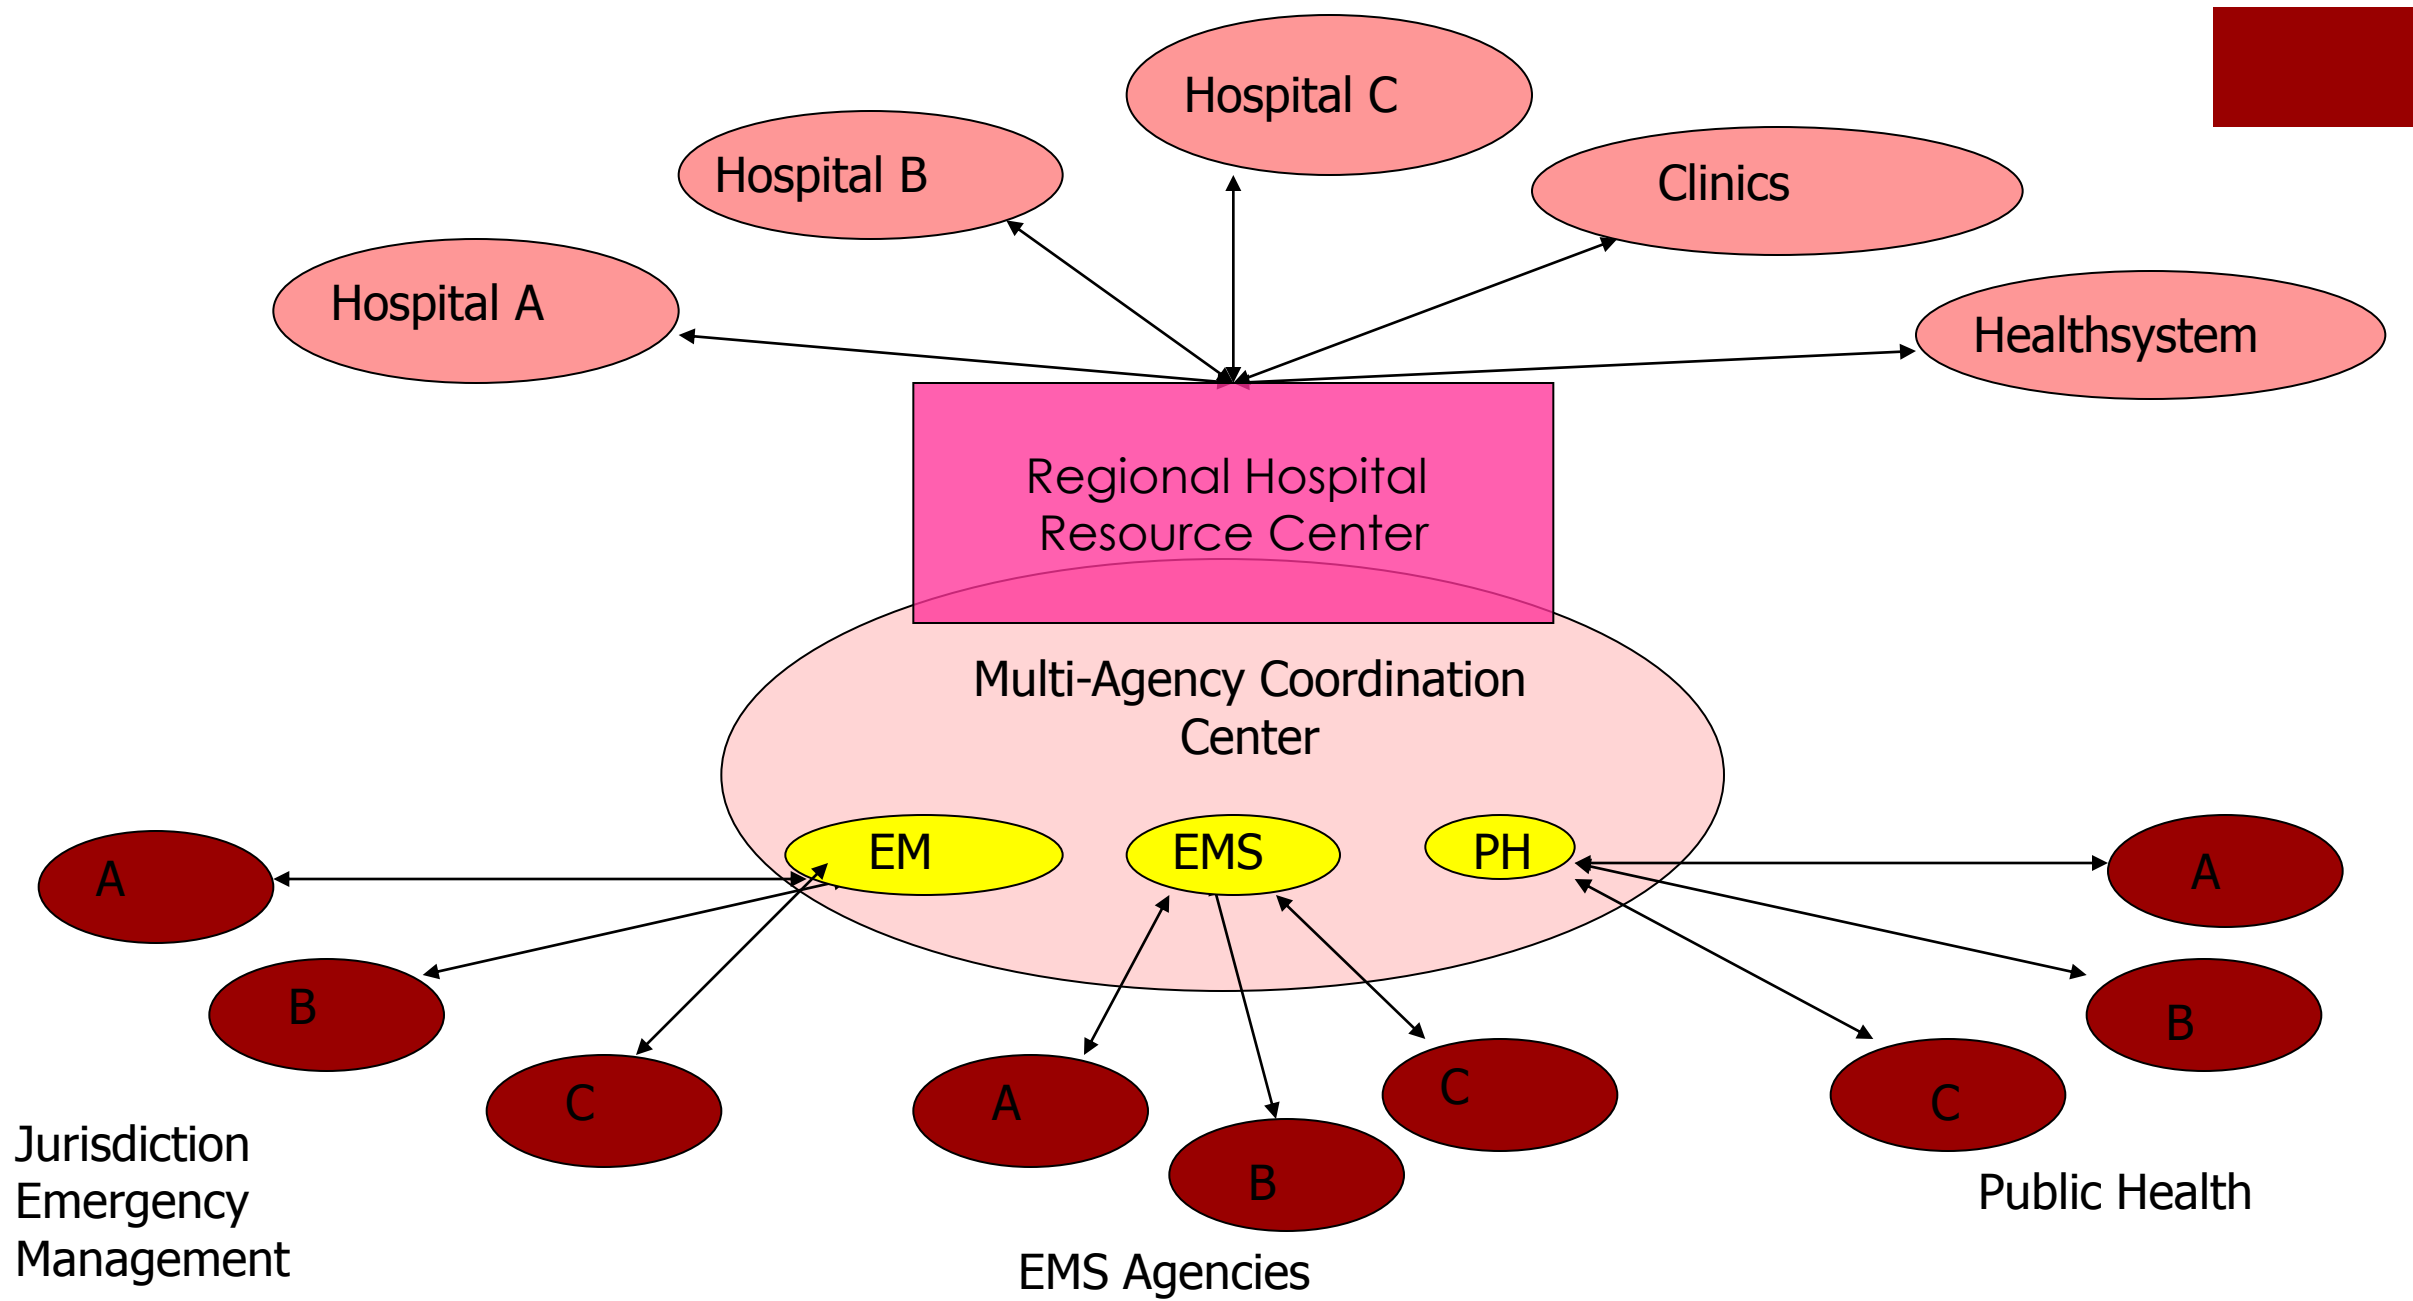 Hospital C
Hospital B
Clinics
Hospital A
Healthsystem
Regional Hospital
Resource Center
Multi-Agency Coordination
Center
EM
EMS
PH
A
A
B
B
C
A
C
C
B
Jurisdiction
Emergency
Management
Public Health
EMS Agencies